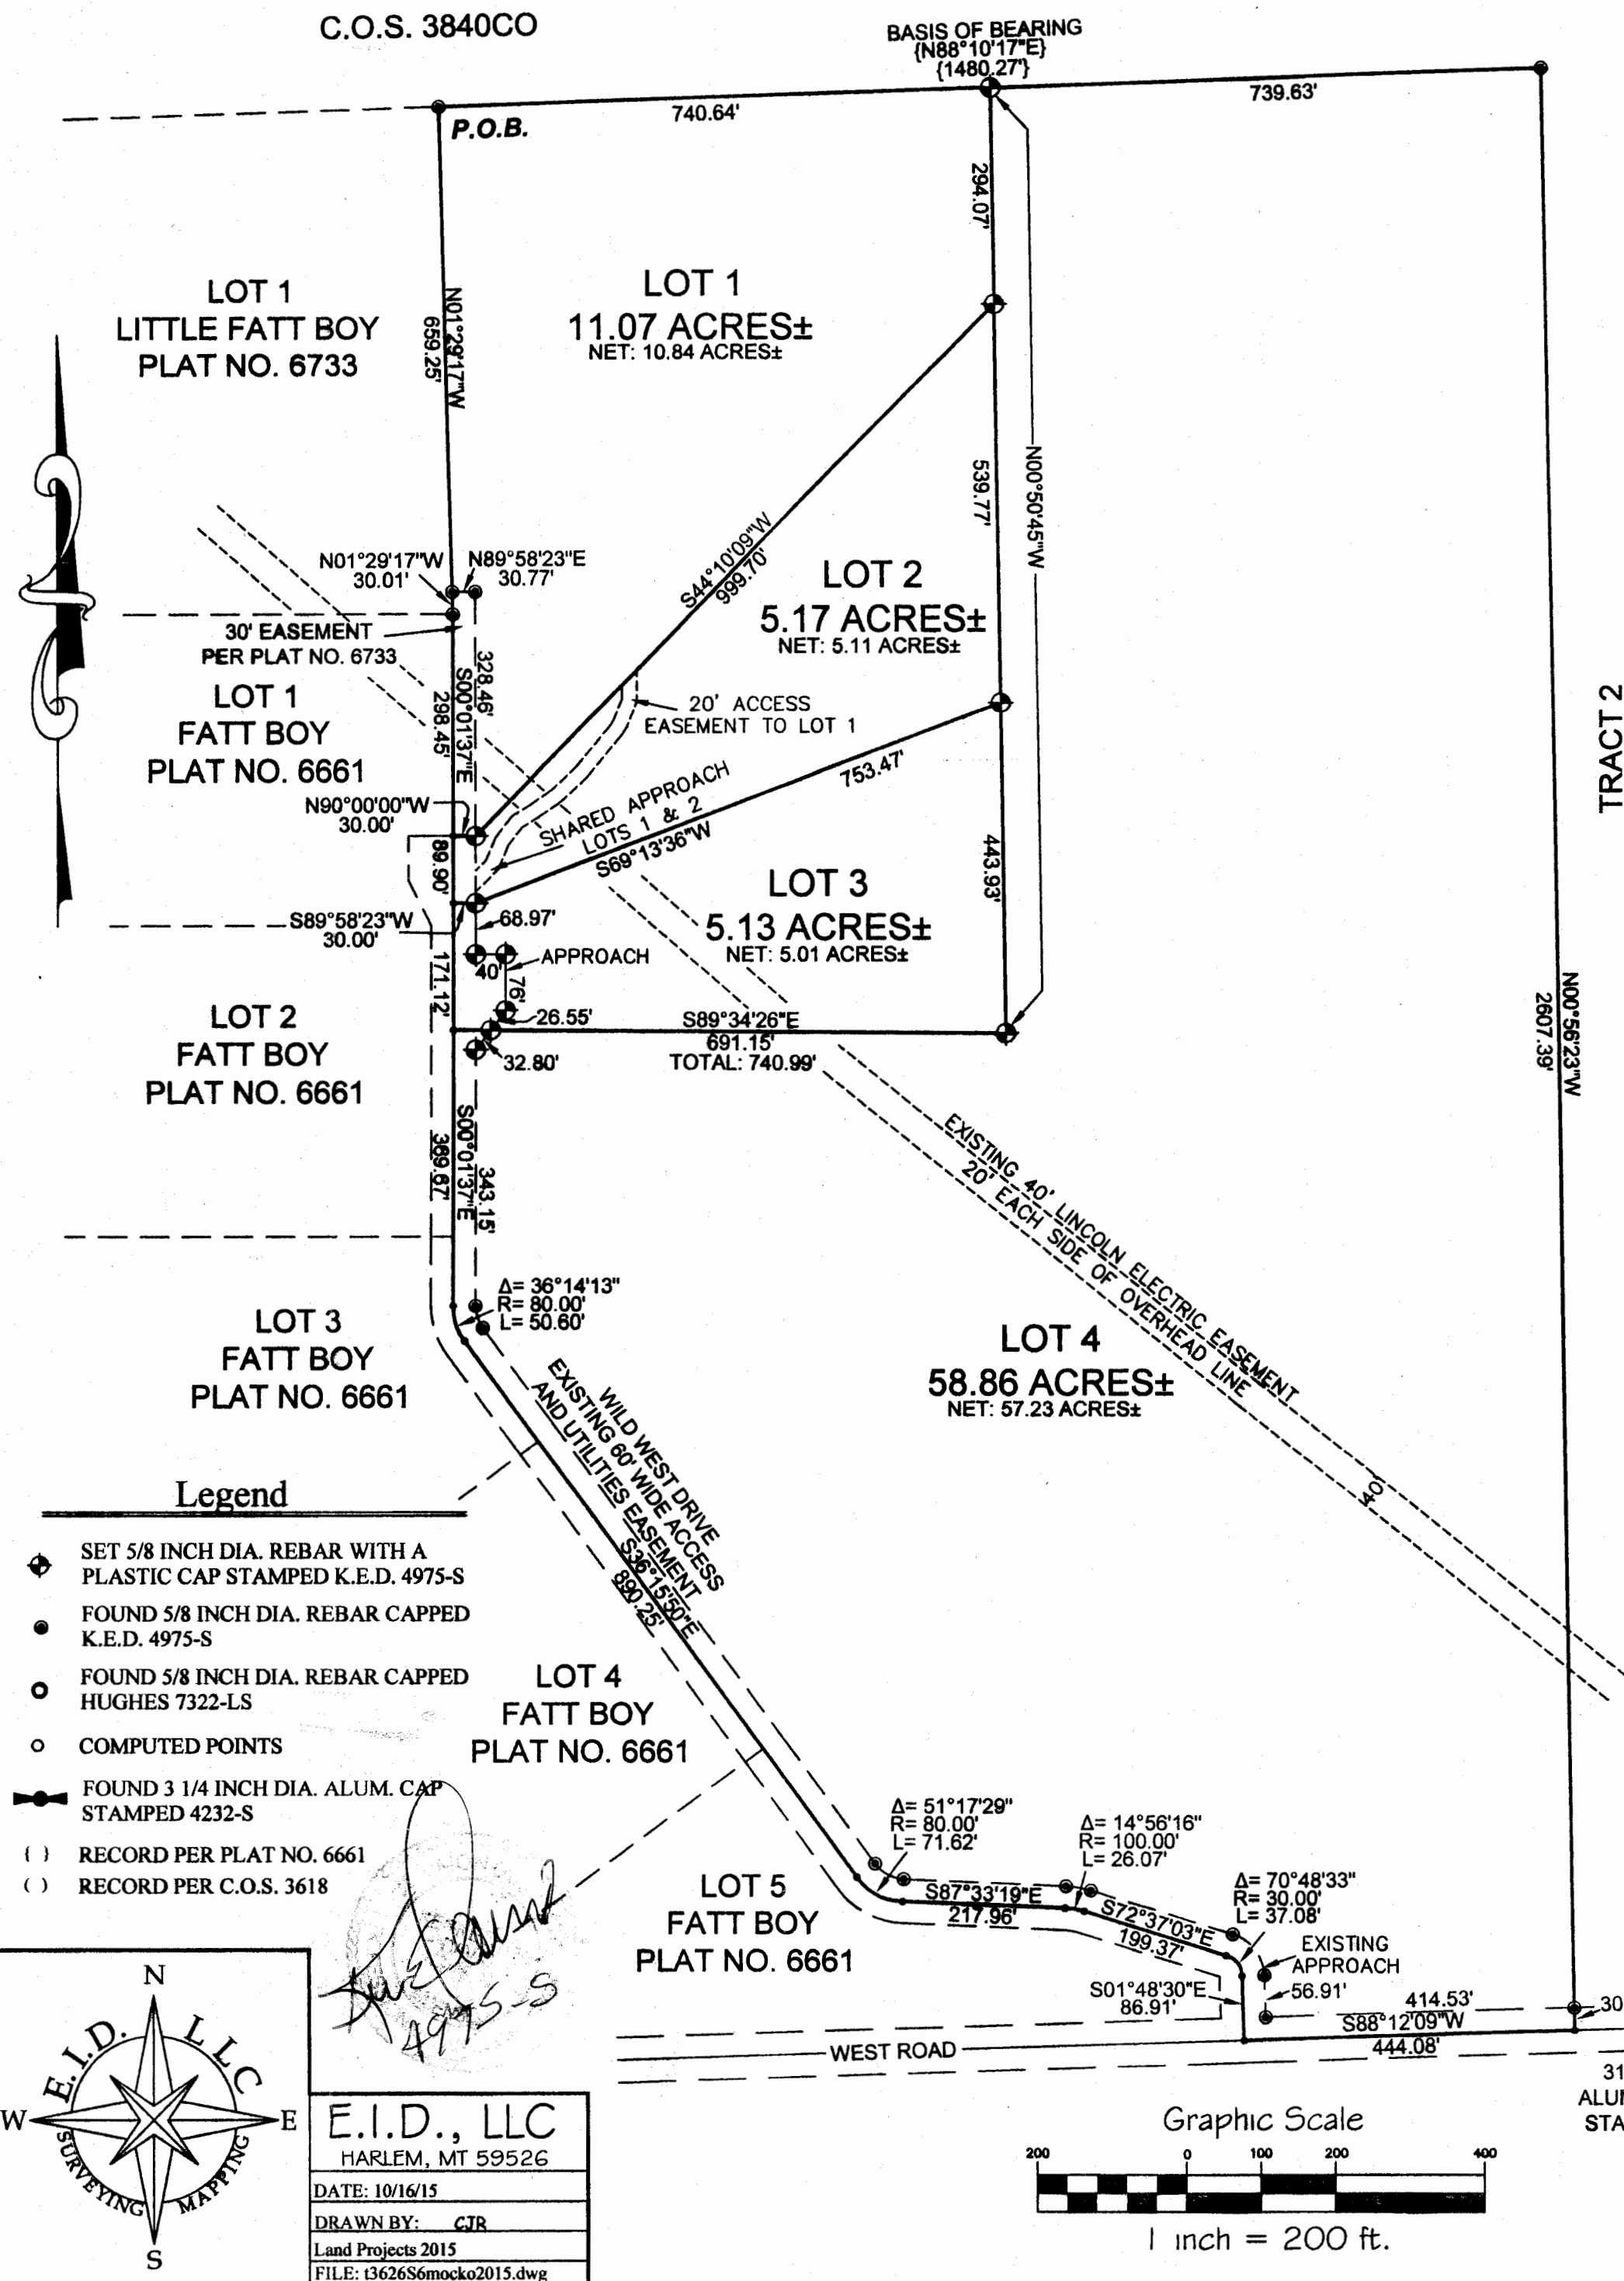 C.O.S. 3840CO
BASIS OF BEARING
{N88°10'17"E}
{1480.27'}
740.64'
739.63'
P.O.B.
294.07'
LOT 1
LITTLE FATT BOY
PLAT NO. 6733
N01°29'17"W
659.25'
LOT 1
11.07 ACRES±
NET: 10.84 ACRES±
539.77'
N00°50'45"W
S44°10'09"W
999.70'
N01°29'17"W
30.01'
N89°58'23"E
30.77'
LOT 2
5.17 ACRES±
NET: 5.11 ACRES±
30' EASEMENT
PER PLAT NO. 6733
328.46'
S00°01'37"E
298.45'
LOT 1
FATT BOY
PLAT NO. 6661
20' ACCESS
EASEMENT TO LOT 1
TRACT 2
753.47'
N90°00'00"W
30.00'
SHARED APPROACH
LOTS 1 & 2
S69°13'36"W
89.90'
443.93'
LOT 3
5.13 ACRES±
NET: 5.01 ACRES±
S89°58'23"W
30.00'
68.97'
APPROACH
40'
76'
171.12'
26.55'
32.80'
S89°34'26"E
691.15'
TOTAL: 740.99'
LOT 2
FATT BOY
PLAT NO. 6661
N00°56'23"W
2607.39'
S00°01'37"E
343.15'
369.67'
EXISTING 40' LINCOLN ELECTRIC EASEMENT
20' EACH SIDE OF OVERHEAD LINE
Δ= 36°14'13"
R= 80.00'
L= 50.60'
LOT 3
FATT BOY
PLAT NO. 6661
LOT 4
58.86 ACRES±
NET: 57.23 ACRES±
WILD WEST DRIVE
EXISTING 60' WIDE ACCESS
AND UTILITIES EASEMENT
S36°15'50"E
890.25'
40'
Legend
SET 5/8 INCH DIA. REBAR WITH A
PLASTIC CAP STAMPED K.E.D. 4975-S
FOUND 5/8 INCH DIA. REBAR CAPPED
K.E.D. 4975-S
FOUND 5/8 INCH DIA. REBAR CAPPED
HUGHES 7322-LS
COMPUTED POINTS
FOUND 3 1/4 INCH DIA. ALUM. CAP
STAMPED 4232-S
{ } RECORD PER PLAT NO. 6661
( ) RECORD PER C.O.S. 3618
LOT 4
FATT BOY
PLAT NO. 6661
Δ= 51°17'29"
R= 80.00'
L= 71.62'
Δ= 14°56'16"
R= 100.00'
L= 26.07'
Δ= 70°48'33"
R= 30.00'
L= 37.08'
LOT 5
FATT BOY
PLAT NO. 6661
S87°33'19"E
217.96'
S72°37'03"E
199.37'
EXISTING
APPROACH
S01°48'30"E
86.91'
56.91'
414.53'
S88°12'09"W
444.08'
30
WEST ROAD
31
ALU
STA
4975-S
N
E.I.D. LLC
W
E
SURVEYING MAPPING
S
E.I.D., LLC
HARLEM, MT 59526
DATE: 10/16/15
DRAWN BY: CJR
Land Projects 2015
FILE: t3626S6mocko2015.dwg
Graphic Scale
200 0 100 200 400
1 inch = 200 ft.